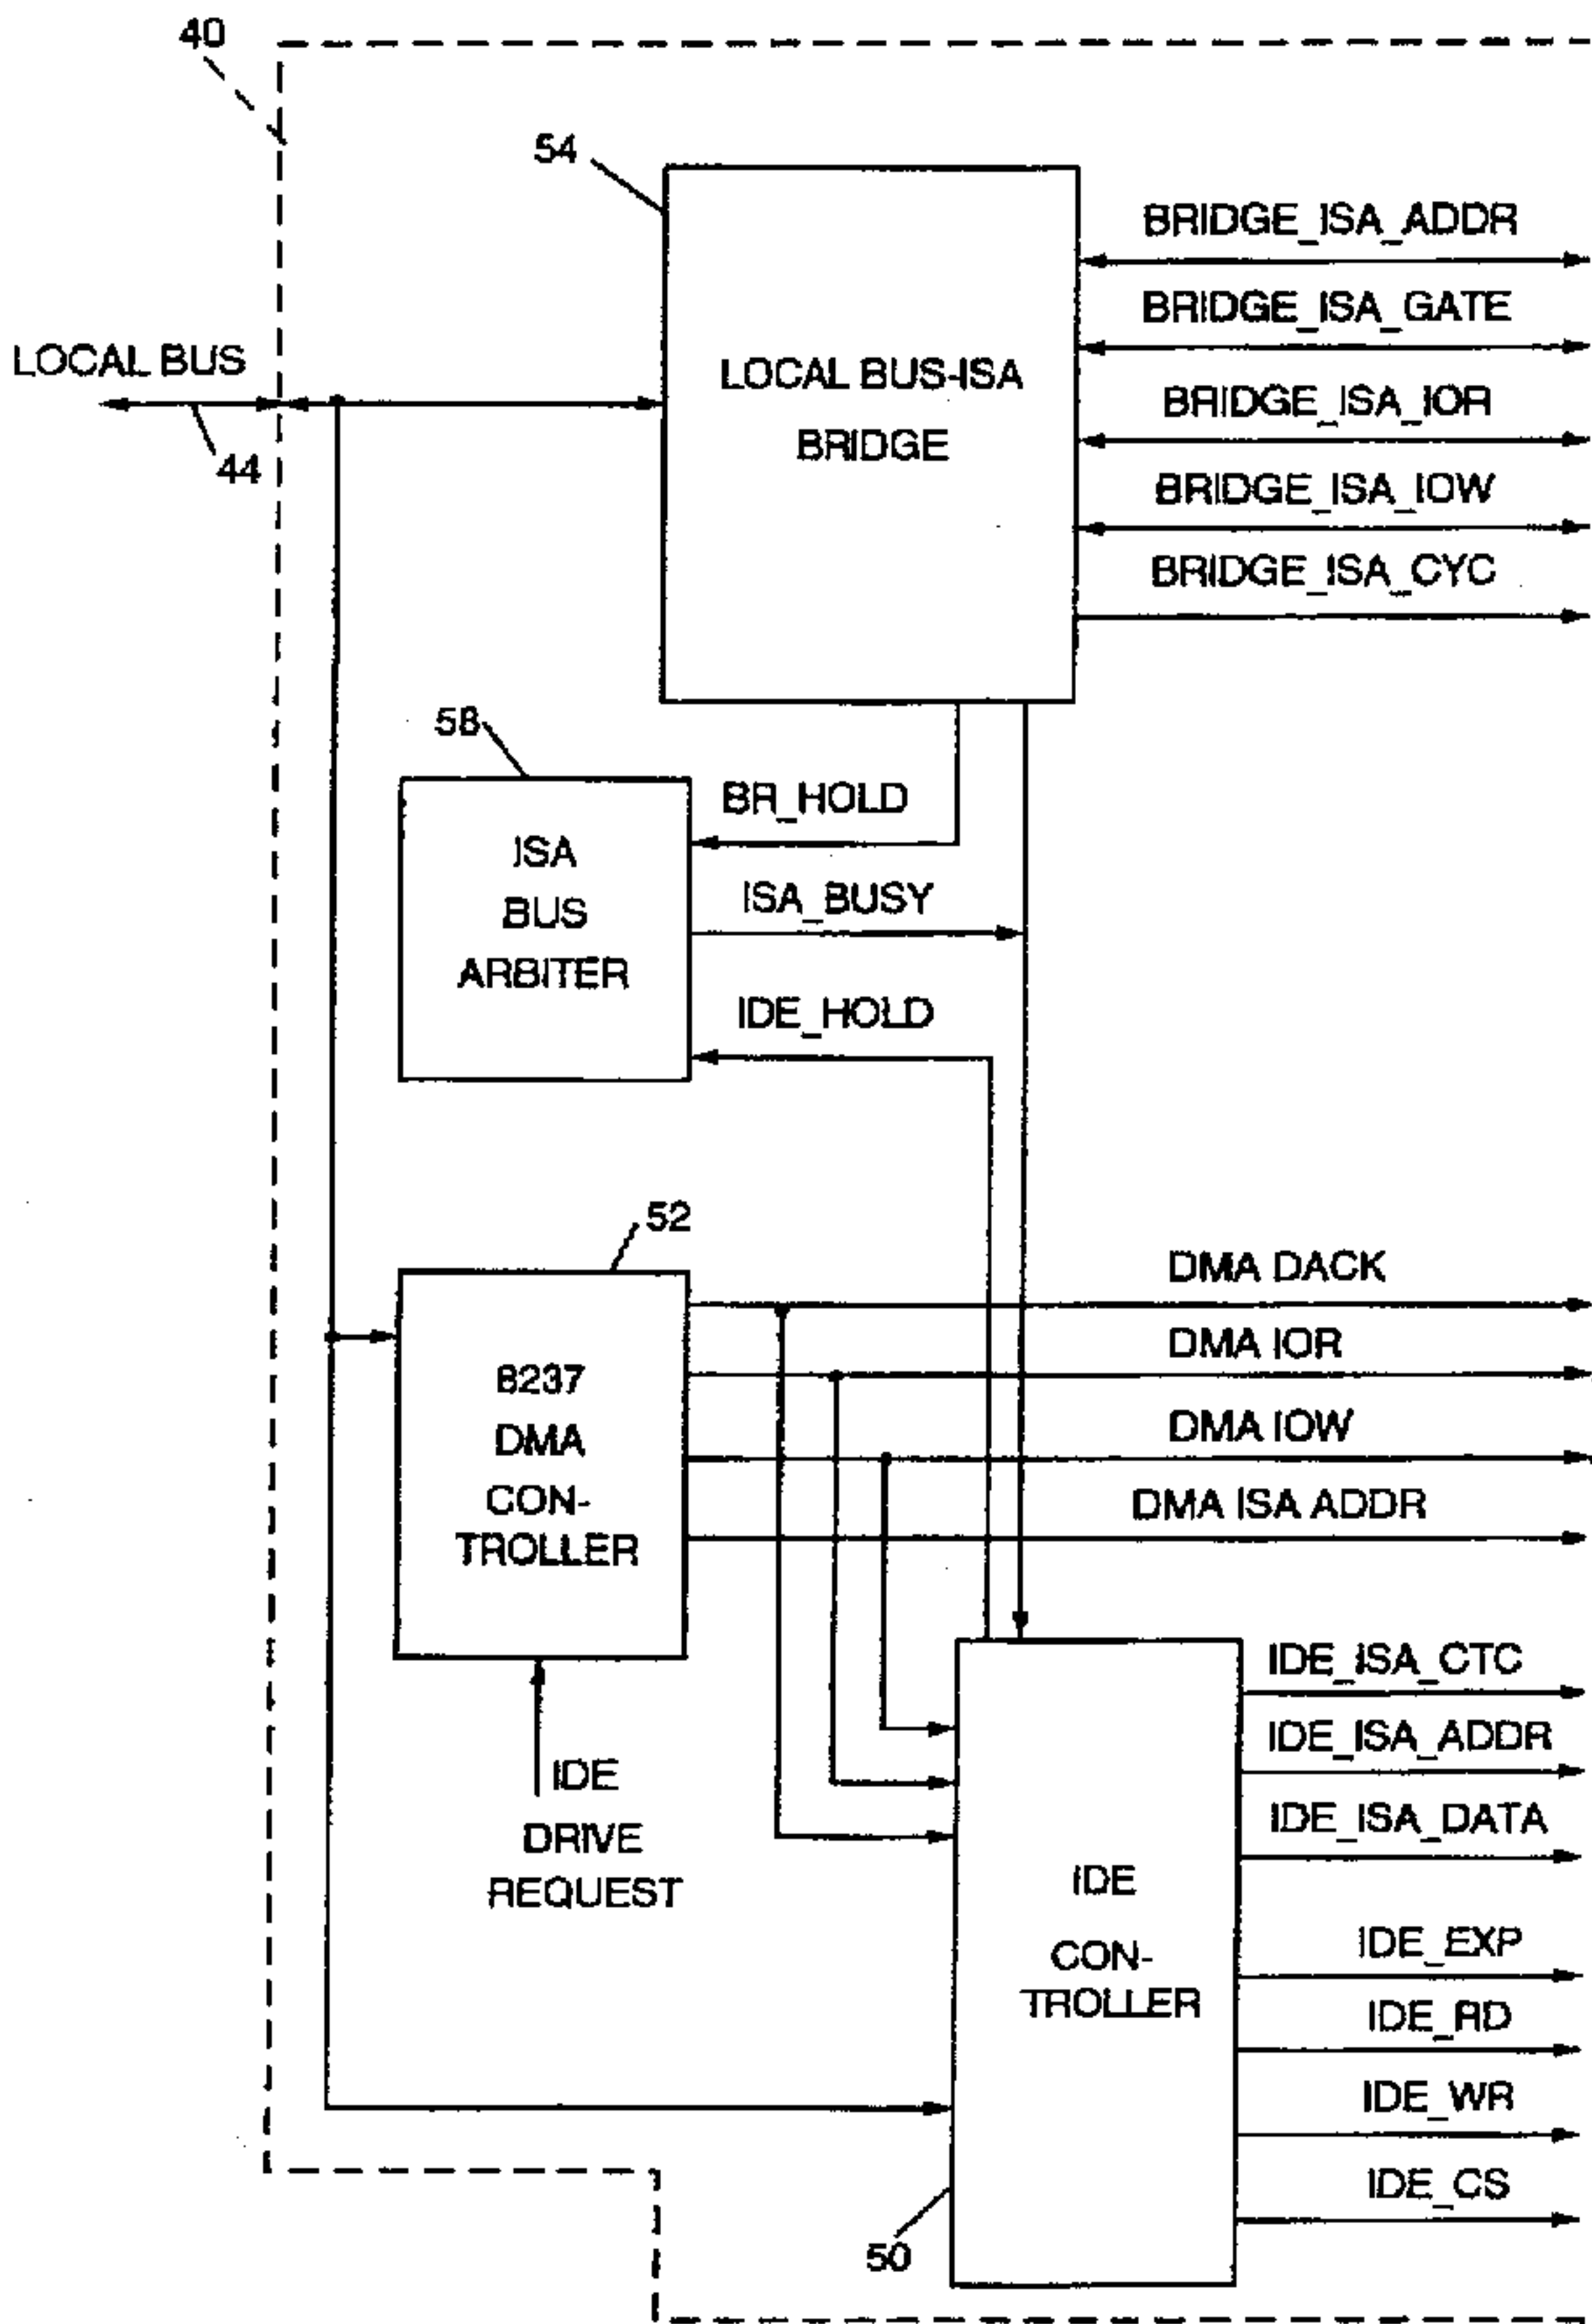 40
54
BRIDGE_ISA_ADDR
BRIDGE_ISA_GATE
LOCAL BUS
LOCAL BUS-ISA
BRIDGE
BRIDGE_ISA_IOR
44
BRIDGE_ISA_IOW
BRIDGE_ISA_CYC
58
ISA
BUS
ARBITER
BR_HOLD
ISA_BUSY
IDE_HOLD
52
8237
DMA
CON-
TROLLER
DMA DACK
DMA IOR
DMA IOW
DMA ISA ADDR
IDE
DRIVE
REQUEST
IDE
CON-
TROLLER
IDE_ISA_CTC
IDE_ISA_ADDR
IDE_ISA_DATA
IDE_EXP
IDE_RD
IDE_WR
IDE_CS
50